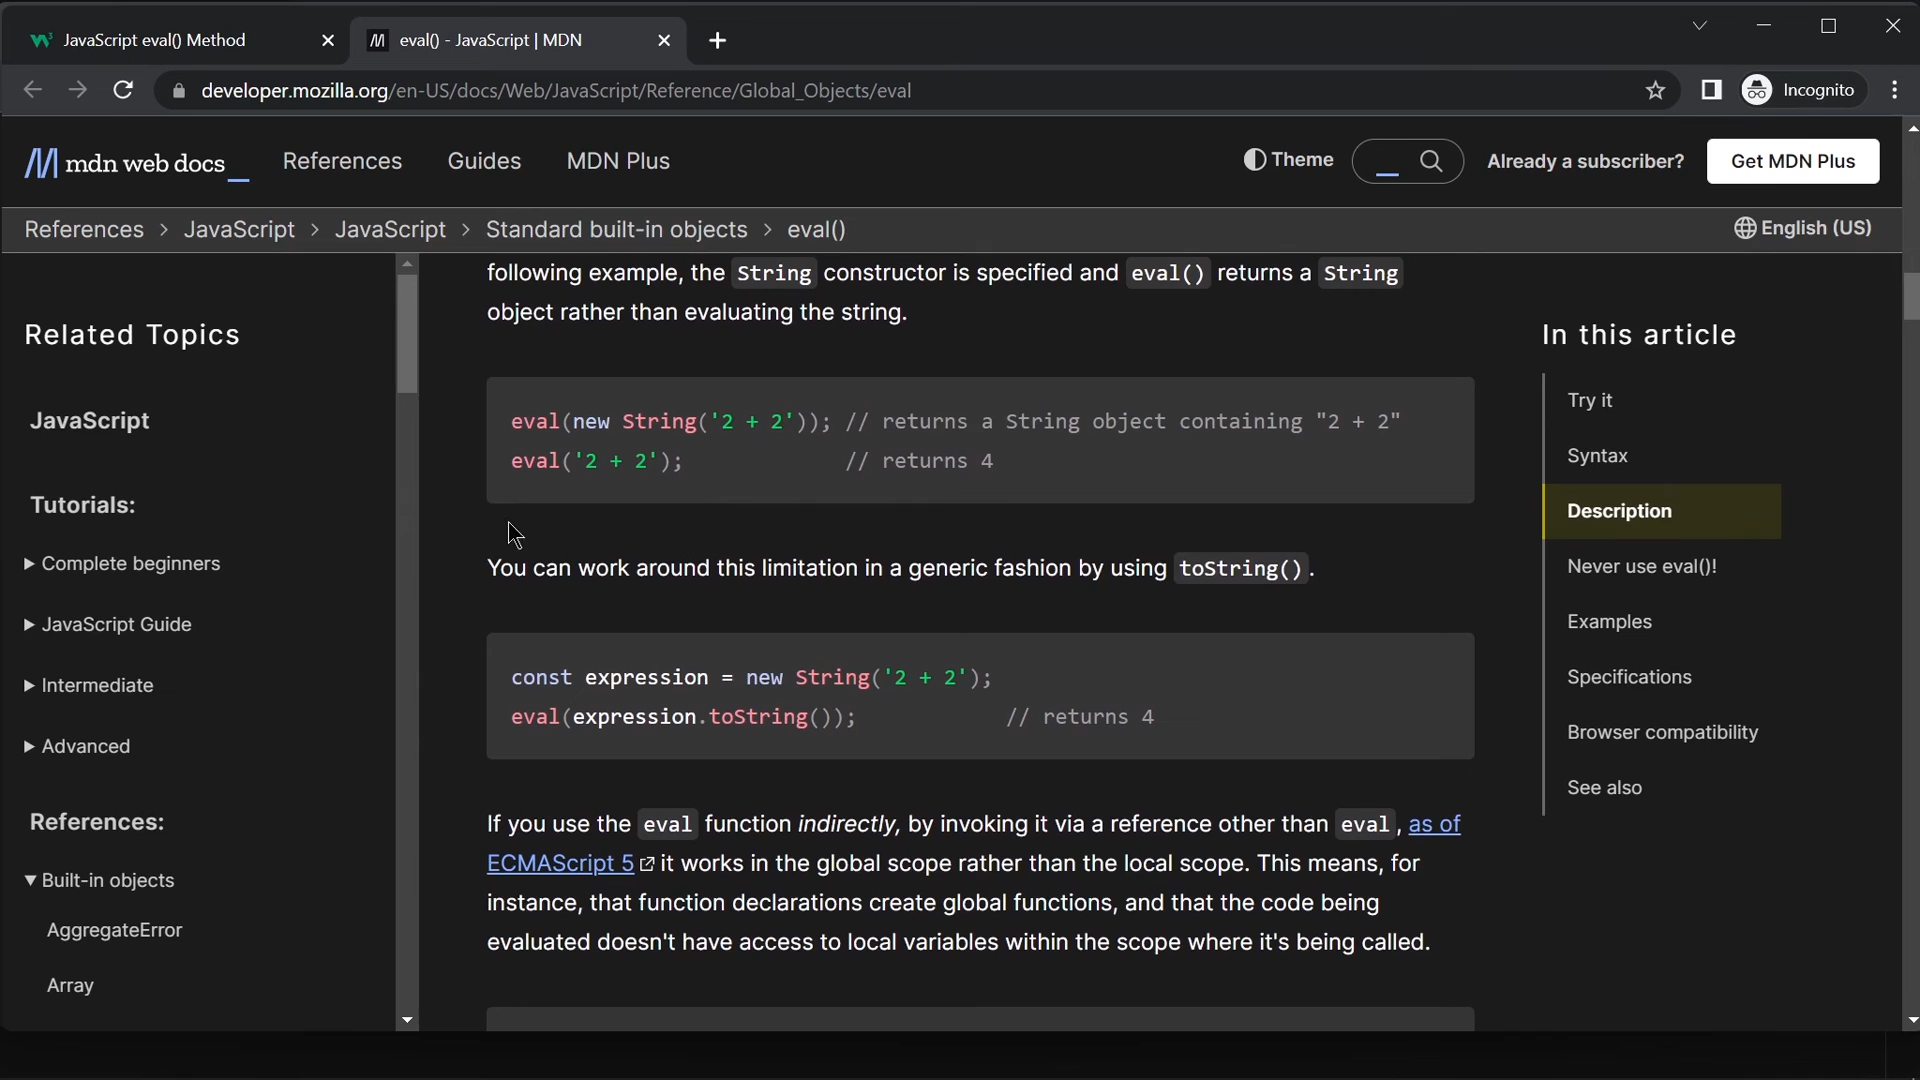 JavaScript eval() Method
eval() - JavaScript | MDN
developer.mozilla.org/en-US/docs/Web/JavaScript/Reference/Global_Objects/eval
Incognito
mdn web docs_
References
Guides
MDN Plus
Theme
Already a subscriber?
Get MDN Plus
References > JavaScript > JavaScript > Standard built-in objects > eval()
English (US)
Related Topics
JavaScript
Tutorials:
▶ Complete beginners
▶ JavaScript Guide
▶ Intermediate
▶ Advanced
References:
▼ Built-in objects
AggregateError
Array
following example, the String constructor is specified and eval() returns a String
object rather than evaluating the string.
eval(new String('2 + 2')); // returns a String object containing "2 + 2"
eval('2 + 2');             // returns 4
You can work around this limitation in a generic fashion by using toString().
const expression = new String('2 + 2');
eval(expression.toString());            // returns 4
If you use the eval function indirectly, by invoking it via a reference other than eval, as of
ECMAScript 5 it works in the global scope rather than the local scope. This means, for
instance, that function declarations create global functions, and that the code being
evaluated doesn't have access to local variables within the scope where it's being called.
In this article
Try it
Syntax
Description
Never use eval()!
Examples
Specifications
Browser compatibility
See also